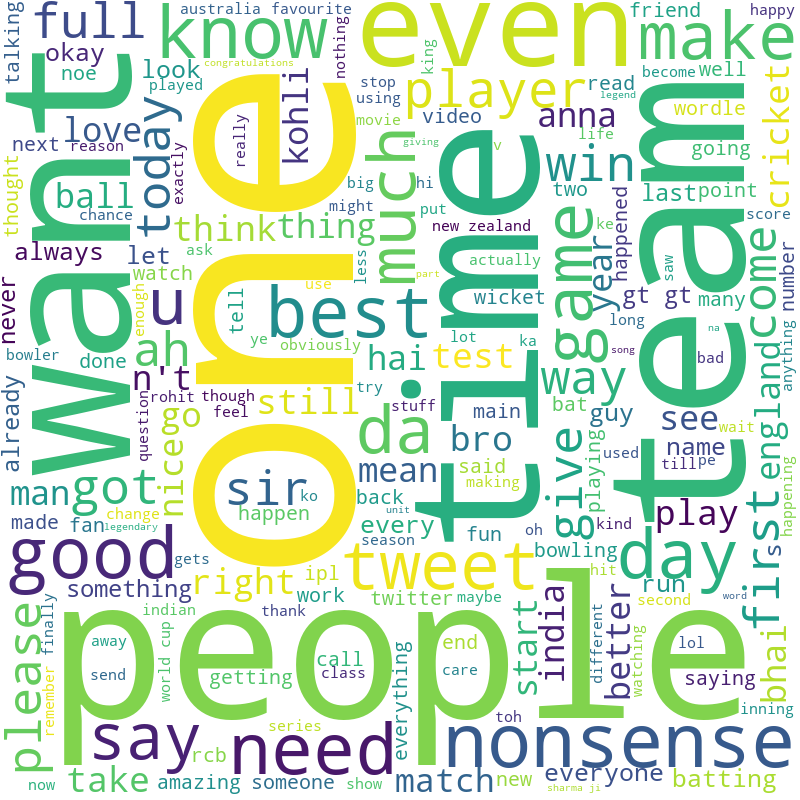 talking
full
australia
favourite
know
even
friend
happy
make
okay
noe
look
played
congratulations
nothing
king
stop
using
player
read
become
well
legend
wordle
cricket
want
love
next
reason
today
exactly
really
one
kohli
movie
video
giving
anna
v
life
going
thought
ball
chance
think
thing
much
big
hi
might
put
time
win
two
last
point
team
always
let
watch
ask
less
new zealand
actually
game
year
happened
ke
saw
score
come
number
never
u
enough
tell
use
best
part
wicket
gt gt
many
long
bowler
done
ah
ye
obviously
lot
ka
way
song
na
bad
anything
already
n't
rohit
though
feel
hai
test
try
stuff
main
bat
guy
see
england
question
go
still
da
bro
give
name
used
wait
man
got
nice
sir
ko
mean
said
making
playing
till
pe
happening
made
fan
change
happen
back
every
unit
fun
oh
kind
play
first
s
legendary
good
gets
season
tweet
bowling
hit
day
run
something
right
ipl
work
twitter
maybe
start
india
different
second
better
word
please
finally
people
indian
thank
away
world cup
call
end
lol
watching
bhai
inning
send
remember
getting
class
care
everything
saying
say
need
series
toh
nonsense
now
take
rcb
amazing
someone
show
match
new
everyone
sharma ji
batting